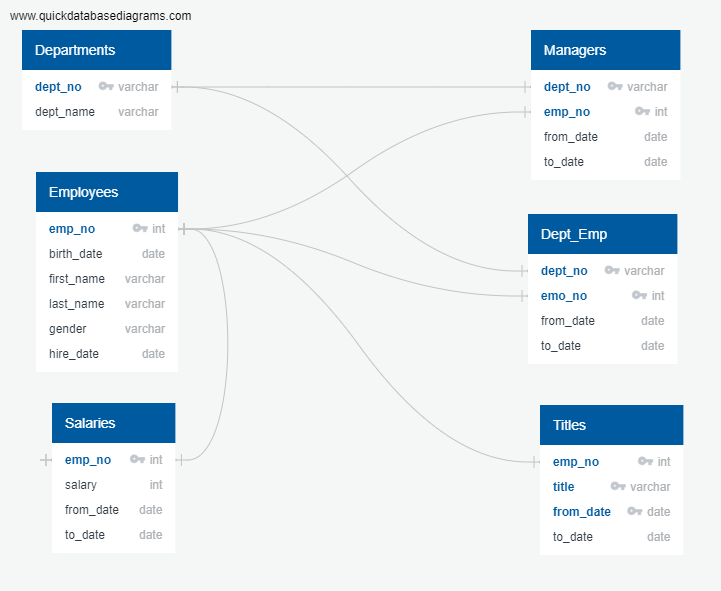 www.quickdatabasediagrams.com
Departments
dept_no varchar
dept_name varchar
Managers
dept_no varchar
emp_no int
from_date date
to_date date
Employees
emp_no int
birth_date date
first_name varchar
last_name varchar
gender varchar
hire_date date
Dept_Emp
dept_no varchar
emo_no int
from_date date
to_date date
Salaries
emp_no int
salary int
from_date date
to_date date
Titles
emp_no int
title varchar
from_date date
to_date date